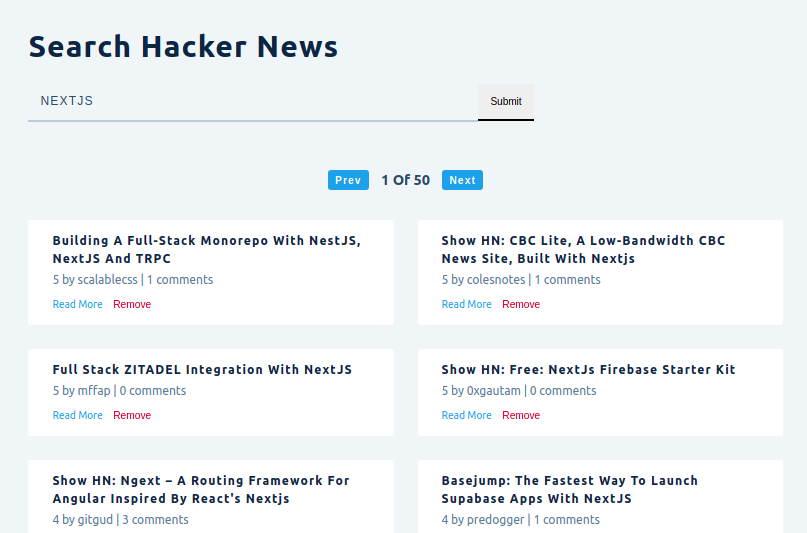 Search Hacker News
NEXTJS
Submit
Prev 1 Of 50 Next
Building A Full-Stack Monorepo With NestJS,
NextJS And TRPC
5 by scalablecss | 1 comments
Read More Remove
Show HN: CBC Lite, A Low-Bandwidth CBC
News Site, Built With Nextjs
5 by colesnotes | 1 comments
Read More Remove
Full Stack ZITADEL Integration With NextJS
5 by mffap | 0 comments
Read More Remove
Show HN: Free: NextJs Firebase Starter Kit
5 by 0xgautam | 0 comments
Read More Remove
Show HN: Ngext – A Routing Framework For
Angular Inspired By React's Nextjs
4 by gitgud | 3 comments
Basejump: The Fastest Way To Launch
Supabase Apps With NextJS
4 by predogger | 1 comments